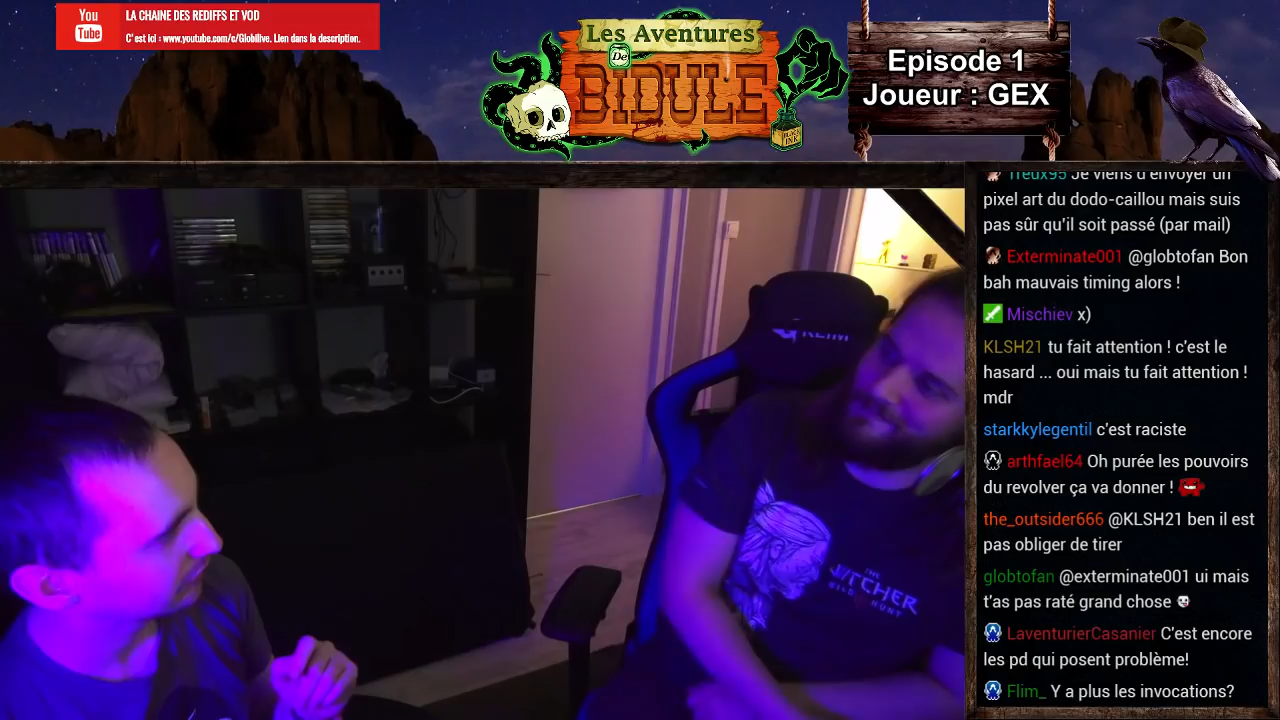 You
Tube
LA CHAINE DES REDIFFS ET VOD
C'est ici : www.youtube.com/c/Globilive. Lien dans la description.
Les Aventures
De
BIDULE
BLACK
INK
Episode 1
Joueur : GEX
Treux95 Je viens d'envoyer un
pixel art du dodo-caillou mais suis
pas sûr qu'il soit passé (par mail)
Exterminate001 @globtofan Bon
bah mauvais timing alors !
Mischiev x)
KLSH21 tu fait attention ! c'est le
hasard ... oui mais tu fait attention !
mdr
starkkylegentil c'est raciste
arthfael64 Oh purée les pouvoirs
du revolver ça va donner !
the_outsider666 @KLSH21 ben il est
pas obliger de tirer
globtofan @exterminate001 ui mais
t'as pas raté grand chose
LaventurierCasanier C'est encore
les pd qui posent problème!
Flim_ Y a plus les invocations?
THE
WITCHER
WILD HUNT